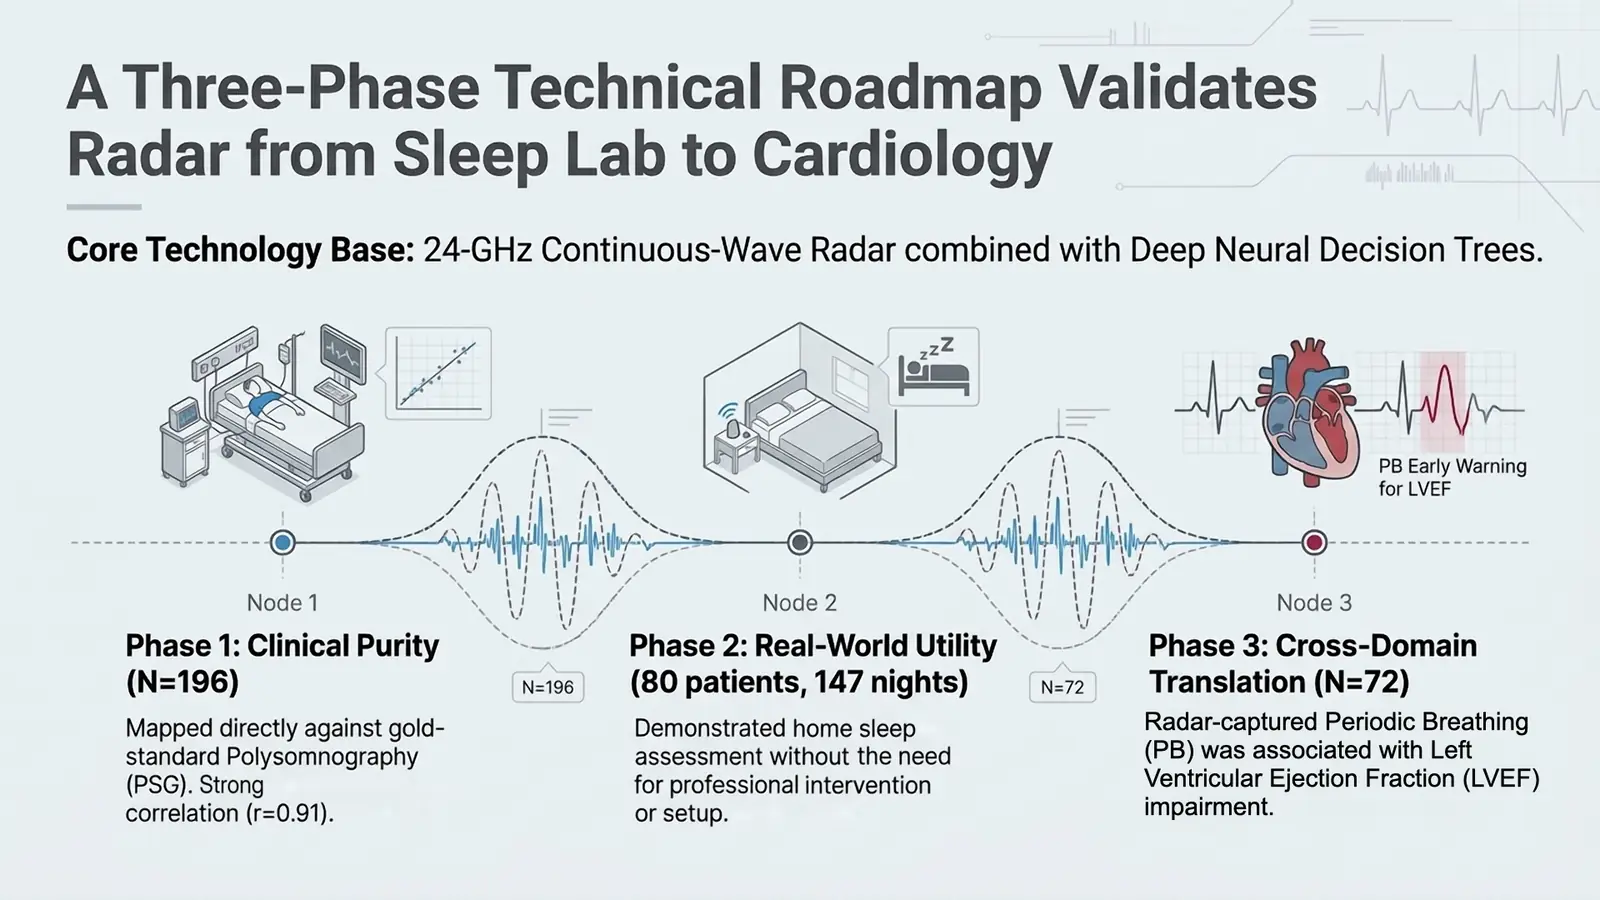 A Three-Phase Technical Roadmap Validates
Radar from Sleep Lab to Cardiology
Core Technology Base: 24-GHz Continuous-Wave Radar combined with Deep Neural Decision Trees.
zzZ
PB Early Warning
for LVEF
Node 1
Phase 1: Clinical Purity
(N=196)
Mapped directly against gold-
standard Polysomnography
(PSG). Strong
correlation (r=0.91).
N=196
Node 2
Phase 2: Real-World Utility
(80 patients, 147 nights)
Demonstrated home sleep
assessment without the need
for professional intervention
or setup.
N=72
Node 3
Phase 3: Cross-Domain
Translation (N=72)
Radar-captured Periodic Breathing
(PB) was associated with Left
Ventricular Ejection Fraction (LVEF)
impairment.